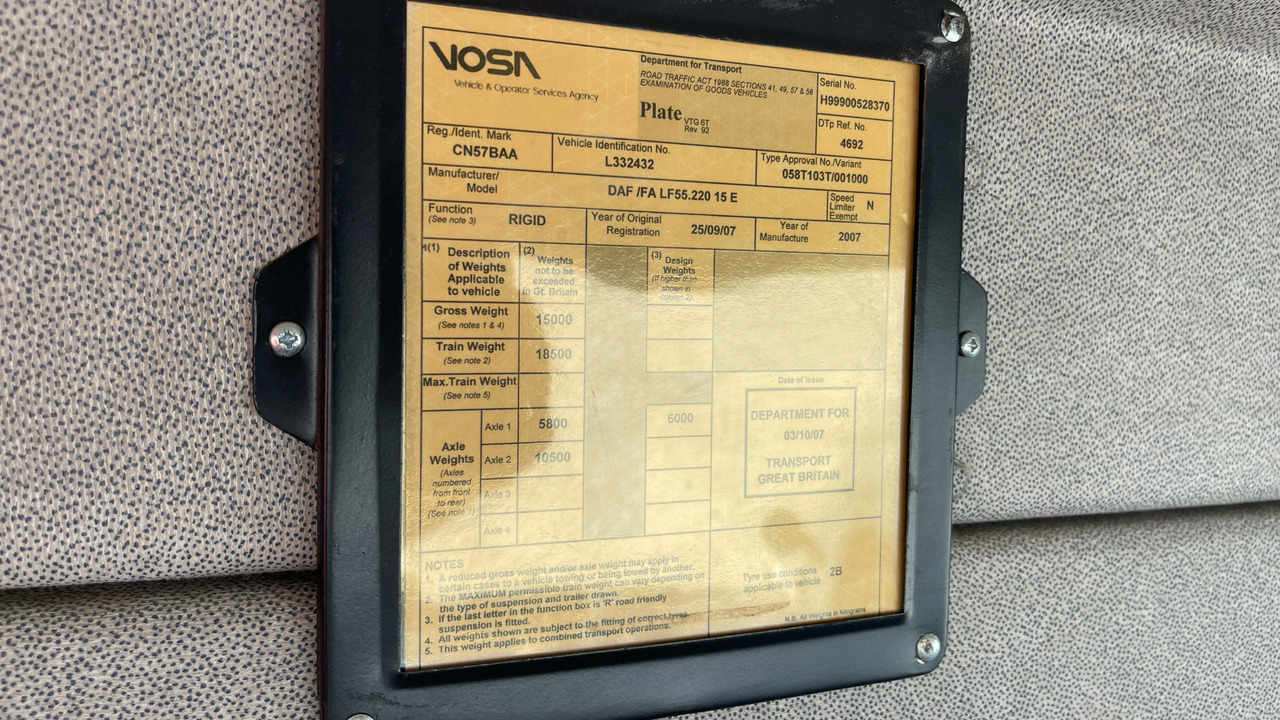 VOSA
Vehicle & Operator Services Agency
Department for Transport
ROAD TRAFFIC ACT 1988 SECTIONS 41, 49, 57 & 58
EXAMINATION OF GOODS VEHICLES
Plate VTG 6T
Rev. 92
Serial No.
H99900528370
DTp Ref. No.
4692
Reg./Ident. Mark
CN57BAA
Vehicle Identification No.
L332432
Type Approval No./Variant
058T103T/001000
Manufacturer/
Model
DAF /FA LF55.220 15 E
Speed
Limiter
Exempt
N
Function
(See note 3)
RIGID
Year of Original
Registration
25/09/07
Year of
Manufacture
2007
(1) Description
of Weights
Applicable
to vehicle
(2) Weights
not to be
exceeded
in Gt. Britain
(3) Design
Weights
(if higher than
shown in
column 2)
Gross Weight
(See notes 1 & 4)
15000
Train Weight
(See note 2)
18500
Max.Train Weight
(See note 5)
Axle
Weights
(Axles
numbered
from front
to rear)
(See note 1)
Axle 1
5800
6000
Axle 2
10500
Axle 3
Axle 4
Date of Issue
DEPARTMENT FOR
03/10/07
TRANSPORT
GREAT BRITAIN
NOTES
1. A reduced gross weight and/or axle weight may apply in
certain cases to a vehicle towing or being towed by another.
2. The MAXIMUM permissible train weight can vary depending on
the type of suspension and trailer drawn.
3. If the last letter in the function box is 'R' road friendly
suspension is fitted.
4. All weights shown are subject to the fitting of correct tyres.
5. This weight applies to combined transport operations.
Tyre use conditions
applicable to vehicle
2B
N.B. All Weights in Kilograms